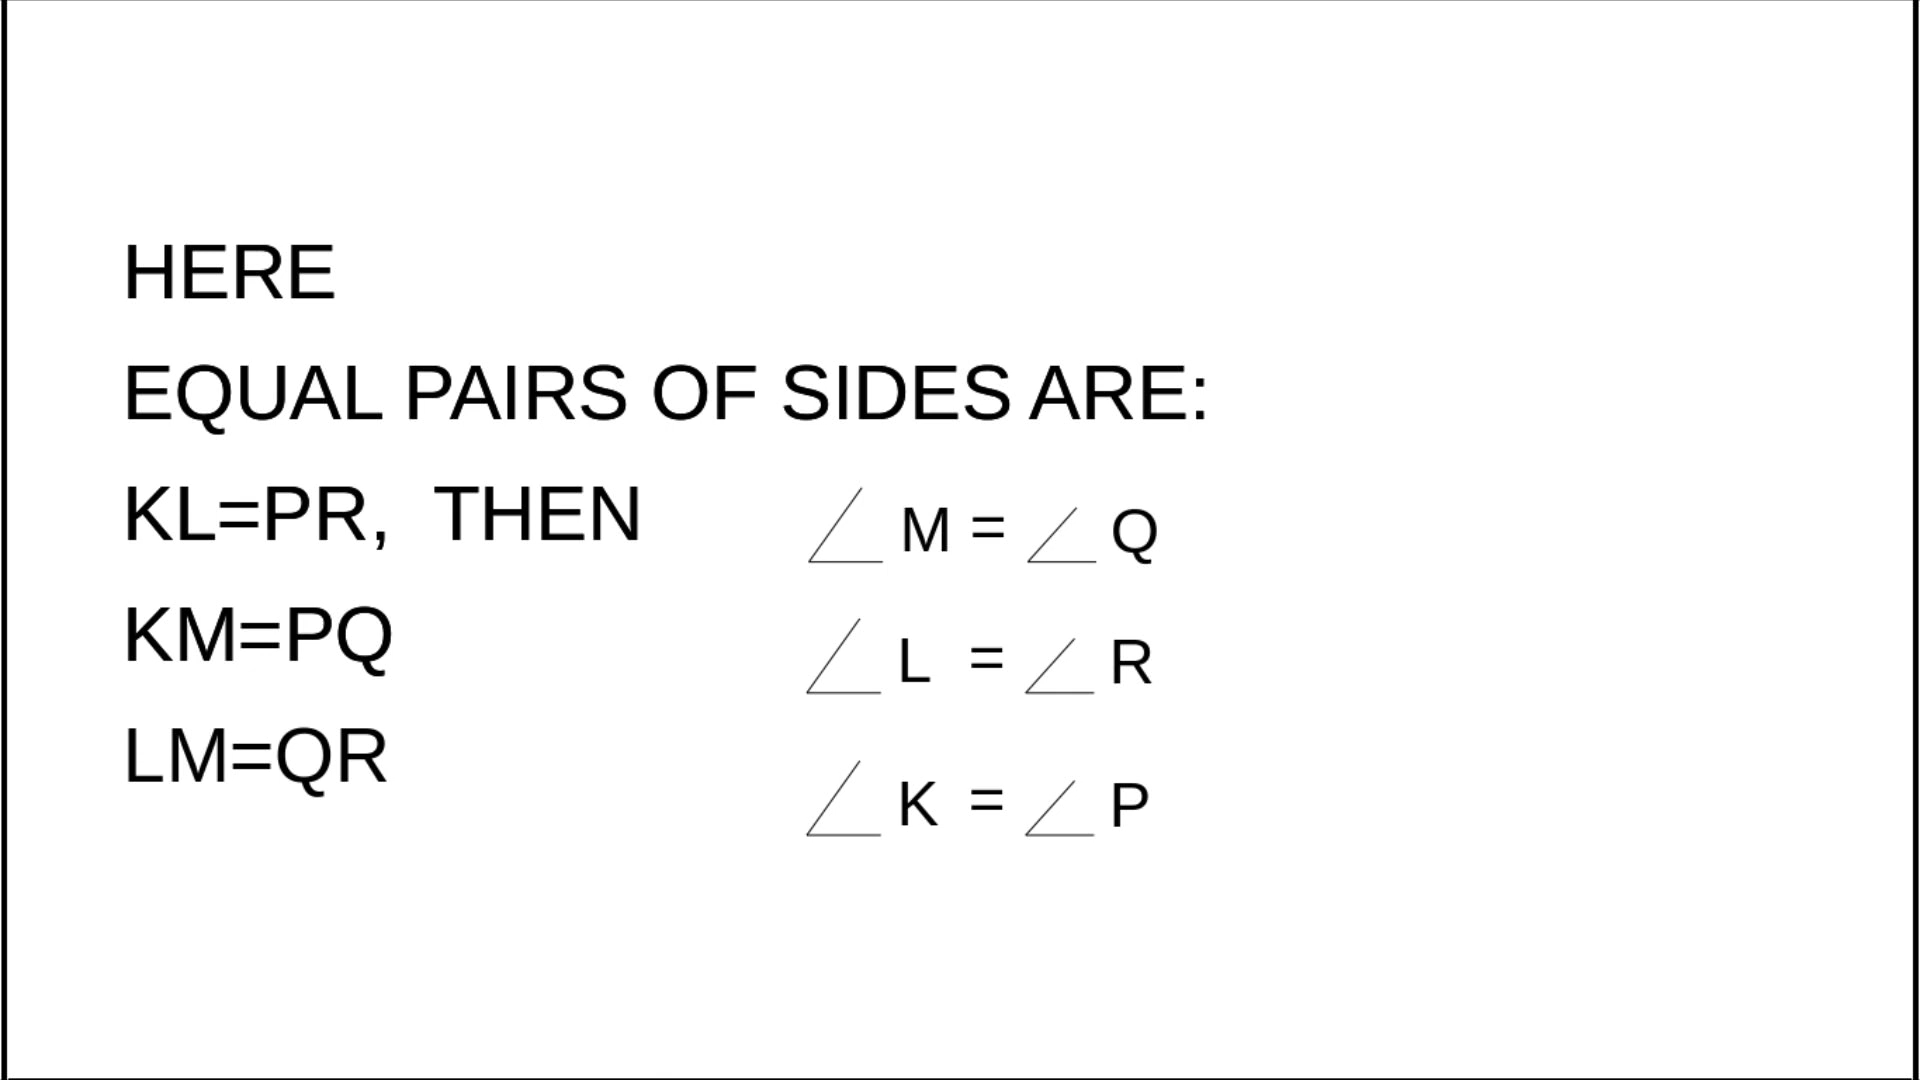 HERE
EQUAL PAIRS OF SIDES ARE:
KL=PR, THEN ∠ M = ∠ Q
KM=PQ ∠ L = ∠ R
LM=QR ∠ K = ∠ P